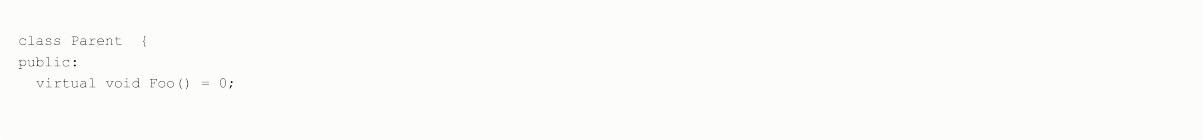 class Parent  {
public:
  virtual void Foo() = 0;